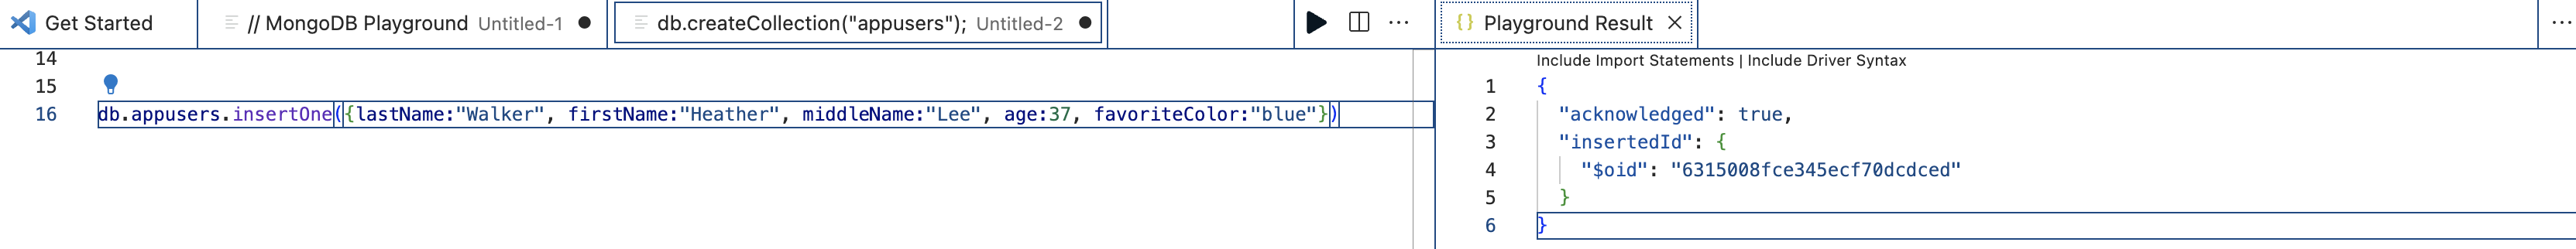 Get Started
// MongoDB Playground Untitled-1
db.createCollection("appusers"); Untitled-2
···
14
15
16 db.appusers.insertOne({lastName:"Walker", firstName:"Heather", middleName:"Lee", age:37, favoriteColor:"blue"})
{} Playground Result
···
Include Import Statements | Include Driver Syntax
1 {
2 "acknowledged": true,
3 "insertedId": {
4 "$oid": "6315008fce345ecf70dcdced"
5 }
6 }